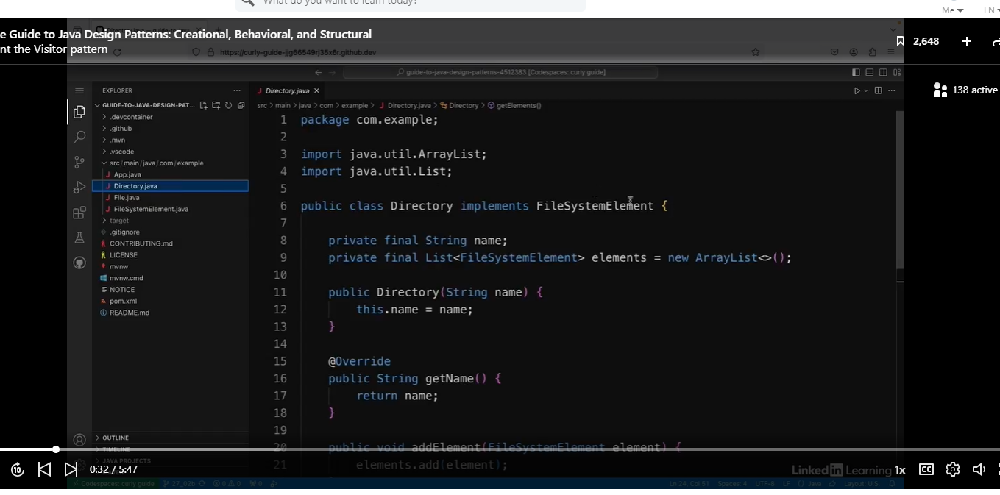 What do you want to learn today?
Me
EN
e Guide to Java Design Patterns: Creational, Behavioral, and Structural
nt the Visitor pattern
2,648
https://curly-guide-jjg66549rj35x6r.github.dev
guide-to-java-design-patterns-4512383 [Codespaces: curly guide]
138 active
EXPLORER
GUIDE-TO-JAVA-DESIGN-PAT...
.devcontainer
.github
.mvn
.vscode
src/main/java/com/example
App.java
Directory.java
File.java
FileSystemElement.java
target
.gitignore
CONTRIBUTING.md
LICENSE
mvnw
mvnw.cmd
NOTICE
pom.xml
README.md
OUTLINE
TIMELINE
JAVA PROJECTS
Directory.java
src > main > java > com > example > Directory.java > Directory > getElements()
1 package com.example;
2
3 import java.util.ArrayList;
4 import java.util.List;
5
6 public class Directory implements FileSystemElement {
7
8 private final String name;
9 private final List<FileSystemElement> elements = new ArrayList<>();
10
11 public Directory(String name) {
12 this.name = name;
13 }
14
15 @Override
16 public String getName() {
17 return name;
18 }
19
20 public void addElement(FileSystemElement element) {
21 elements.add(element);
10
0:32 / 5:47
LinkedIn Learning
1x
CC
Codespaces: curly guide
27_02b
0
0
0
Ln 24, Col 51
Spaces: 4
UTF-8
LF
{} Java
Layout: U.S.